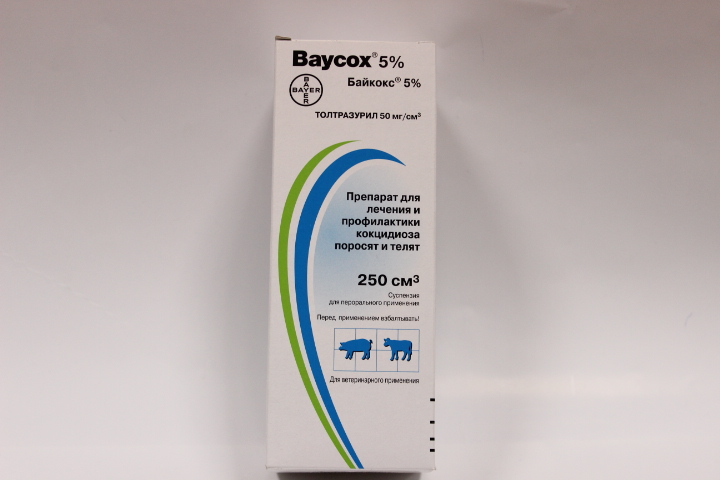 Baycox® 5%
Байкокс® 5%
BAYER
BAYER
ТОЛТРАЗУРИЛ 50 мг/см³
Препарат для
лечения и
профилактики
кокцидиоза
поросят и телят
250 см³
Суспензия
для перорального применения
Перед применением взбалтывать!
Для ветеринарного применения